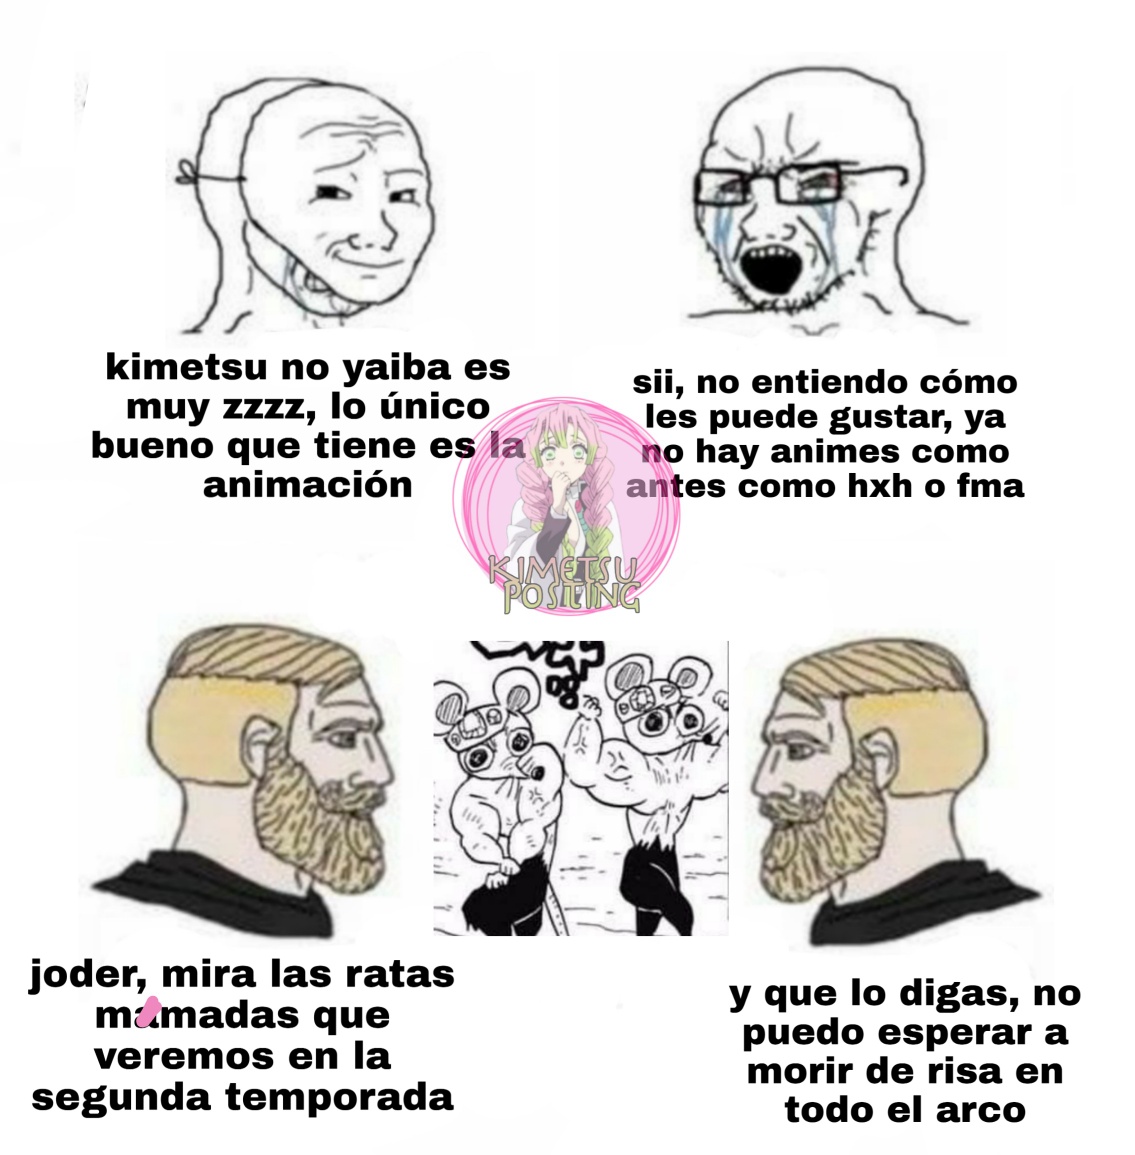 kimetsu no yaiba es
muy zzzz, lo único
bueno que tiene es la
animación
sii, no entiendo cómo
les puede gustar, ya
no hay animes como
antes como hxh o fma
KIMETSU
POSITING
joder, mira las ratas
mamadas que
veremos en la
segunda temporada
y que lo digas, no
puedo esperar a
morir de risa en
todo el arco